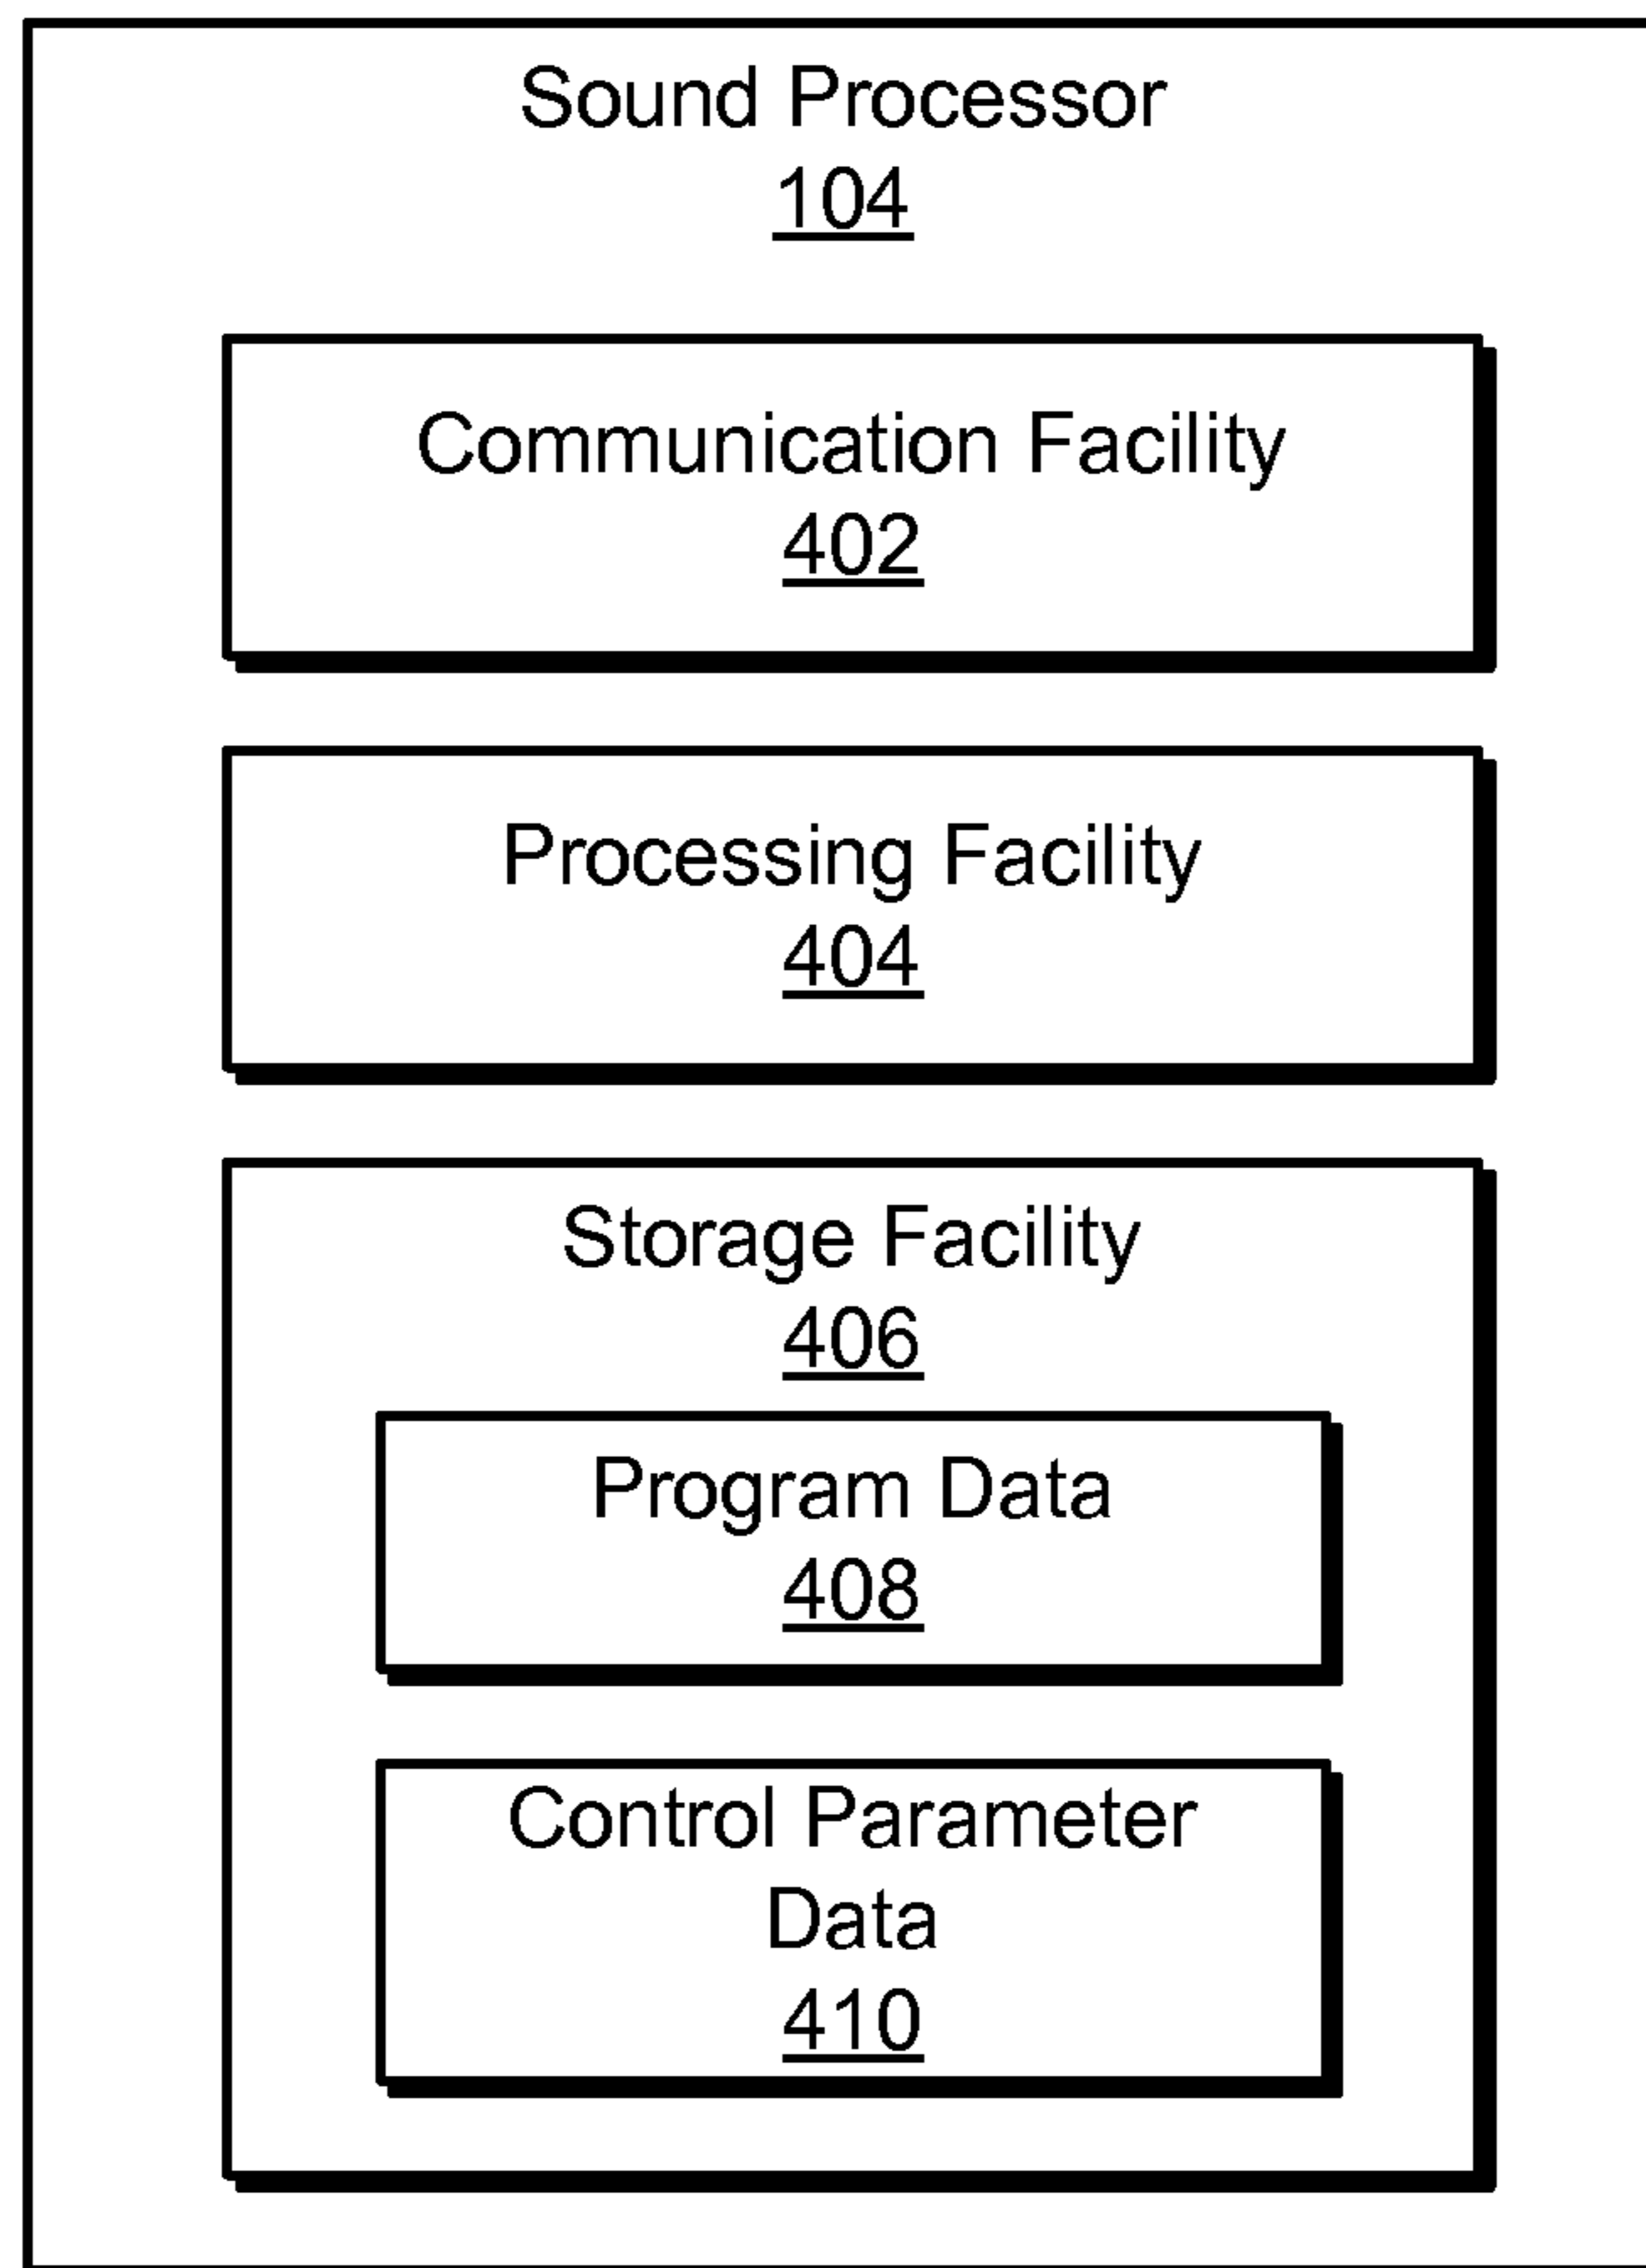 Sound Processor
104
Communication Facility
402
Processing Facility
404
Storage Facility
406
Program Data
408
Control Parameter
Data
410